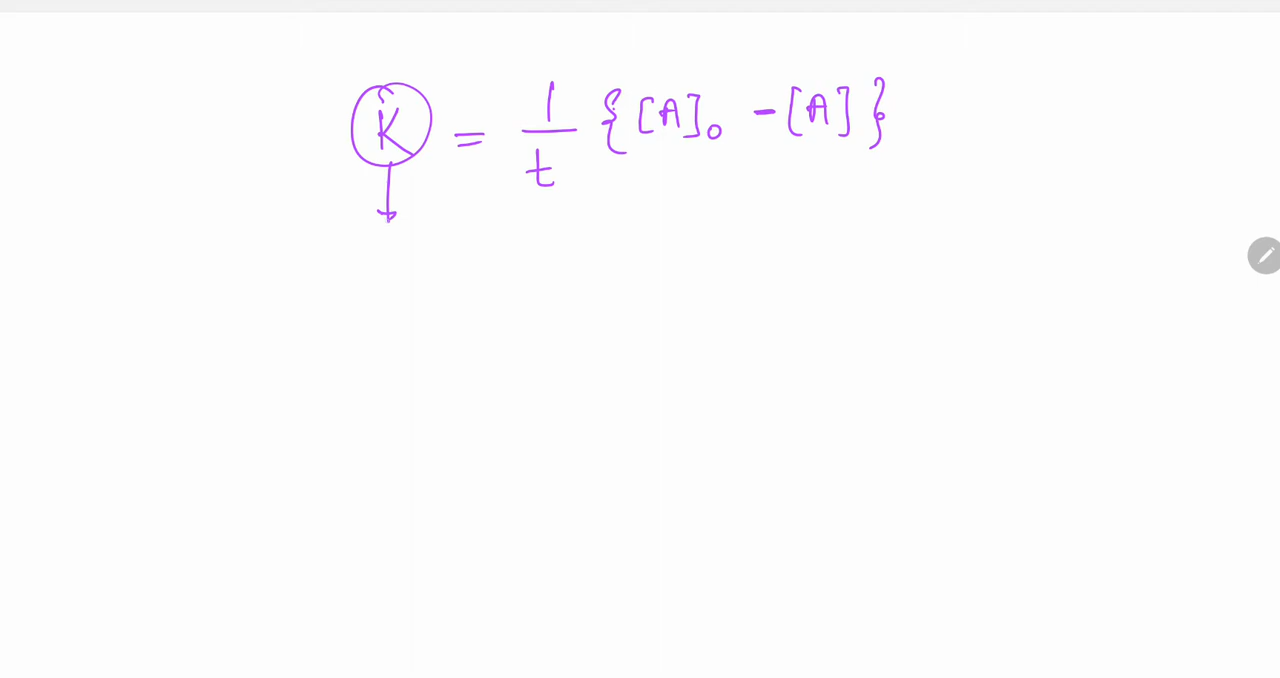 K = 1/t {[A]₀ - [A]}